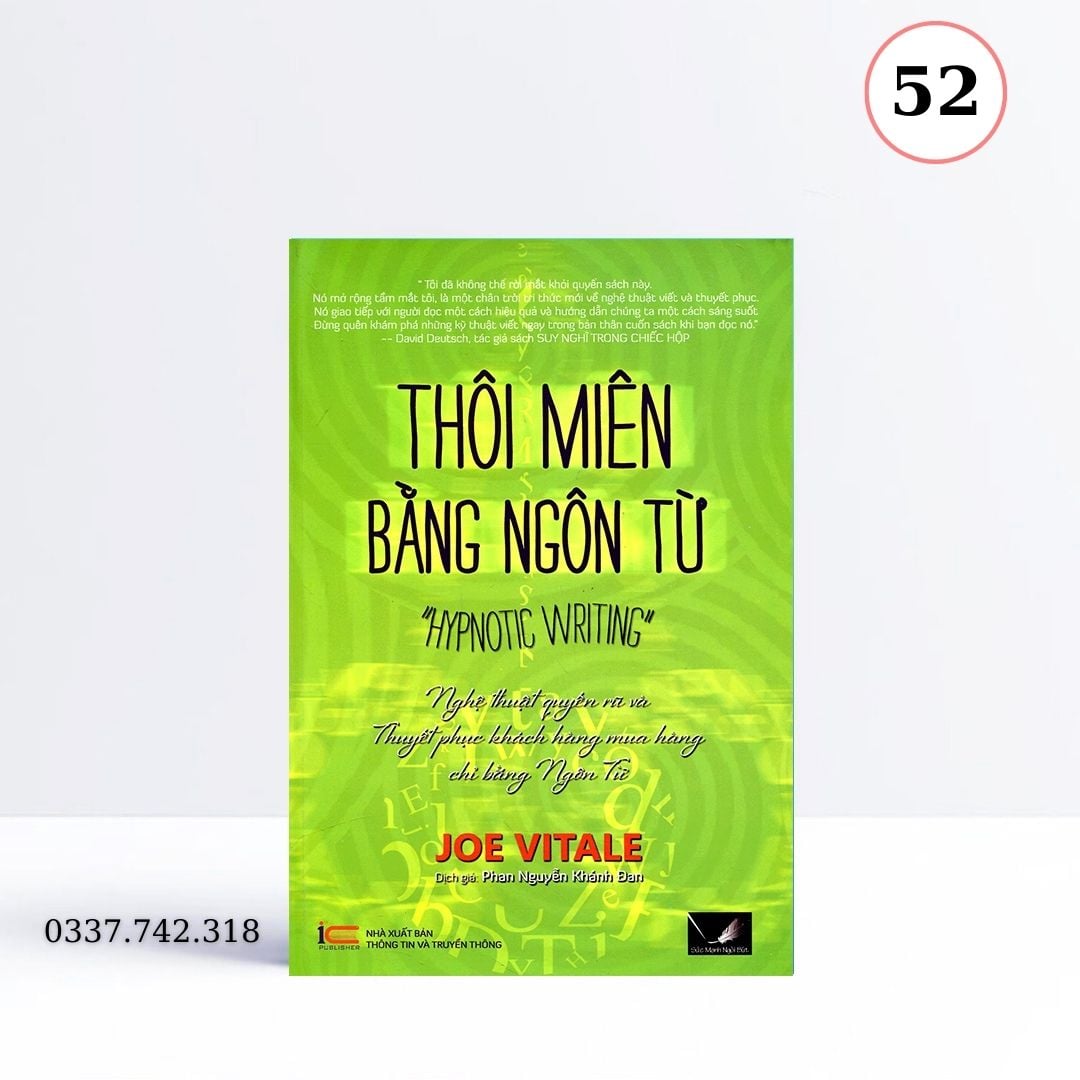 52
" Tôi đã không thể rời mắt khỏi quyển sách này.
Nó mở rộng tầm mắt tôi, là một chân trời tri thức mới về nghệ thuật viết và thuyết phục.
Nó giao tiếp với người đọc một cách hiệu quả và hướng dẫn chúng ta một cách sáng suốt
Đừng quên khám phá những kỹ thuật viết ngay trong bản thân cuốn sách khi bạn đọc nó."
-- David Deutsch, tác giả sách SUY NGHĨ TRONG CHIẾC HỘP
THÔI MIÊN
BẰNG NGÔN TỪ
"HYPNOTIC WRITING"
Nghệ thuật quyến rũ và
Thuyết phục khách hàng mua hàng
chỉ bằng Ngôn Từ
JOE VITALE
Dịch giả: Phan Nguyễn Khánh Đan
0337.742.318
ic
PUBLISHER
NHÀ XUẤT BẢN
THÔNG TIN VÀ TRUYỀN THÔNG
Sức Mạnh Ngòi Bút